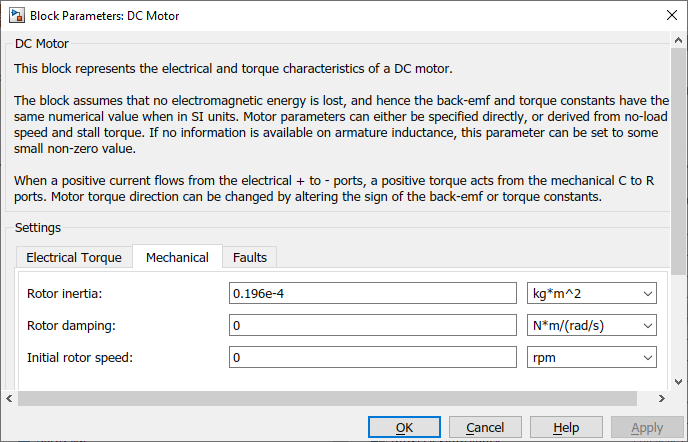 Block Parameters: DC Motor
DC Motor
This block represents the electrical and torque characteristics of a DC motor.
The block assumes that no electromagnetic energy is lost, and hence the back-emf and torque constants have the
same numerical value when in SI units. Motor parameters can either be specified directly, or derived from no-load
speed and stall torque. If no information is available on armature inductance, this parameter can be set to some
small non-zero value.
When a positive current flows from the electrical + to - ports, a positive torque acts from the mechanical C to R
ports. Motor torque direction can be changed by altering the sign of the back-emf or torque constants.
Settings
Electrical Torque Mechanical Faults
Rotor inertia: 0.196e-4 kg*m^2
Rotor damping: 0 N*m/(rad/s)
Initial rotor speed: 0 rpm
OK Cancel Help Apply